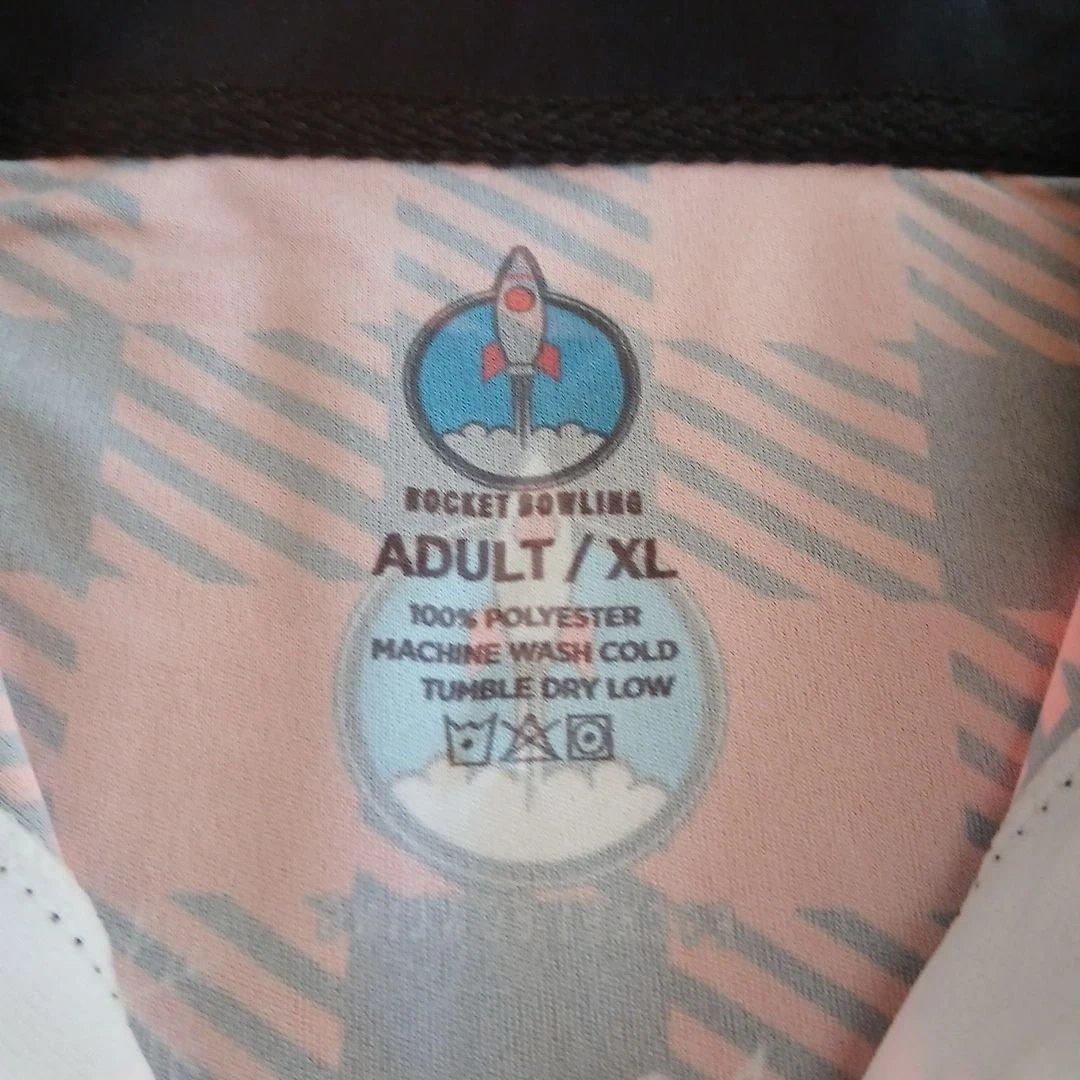 ROCKET BOWLING
ADULT / XL
100% POLYESTER
MACHINE WASH COLD
TUMBLE DRY LOW